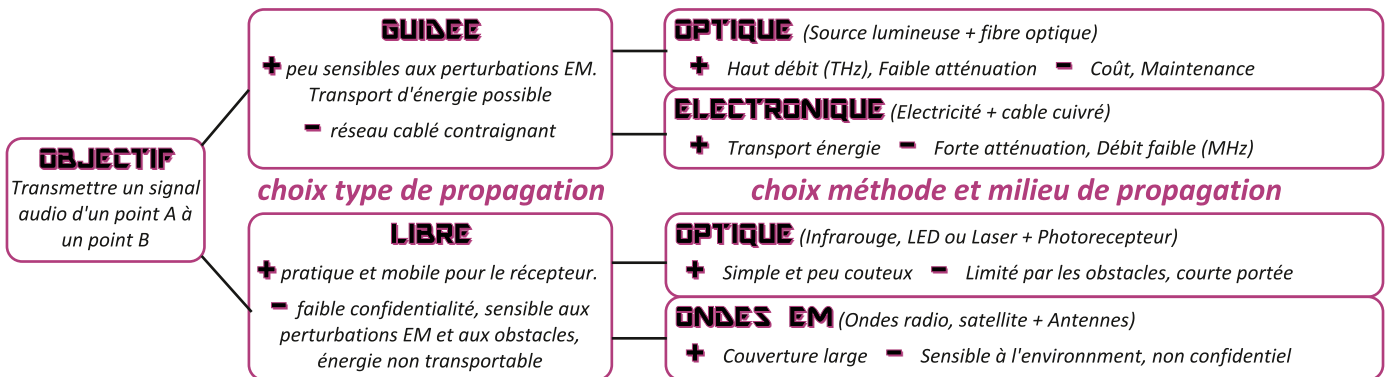 OBJECTIF
Transmettre un signal
audio d'un point A à
un point B
GUIDEE
+ peu sensibles aux perturbations EM.
Transport d'énergie possible
- réseau cablé contraignant
choix type de propagation
LIBRE
+ pratique et mobile pour le récepteur.
- faible confidentialité, sensible aux
perturbations EM et aux obstacles,
énergie non transportable
OPTIQUE (Source lumineuse + fibre optique)
+ Haut débit (THz), Faible atténuation - Coût, Maintenance
ELECTRONIQUE (Electricité + cable cuivré)
+ Transport énergie - Forte atténuation, Débit faible (MHz)
choix méthode et milieu de propagation
OPTIQUE (Infrarouge, LED ou Laser + Photorecepteur)
+ Simple et peu couteux - Limité par les obstacles, courte portée
ONDES EM (Ondes radio, satellite + Antennes)
+ Couverture large - Sensible à l'environnment, non confidentiel